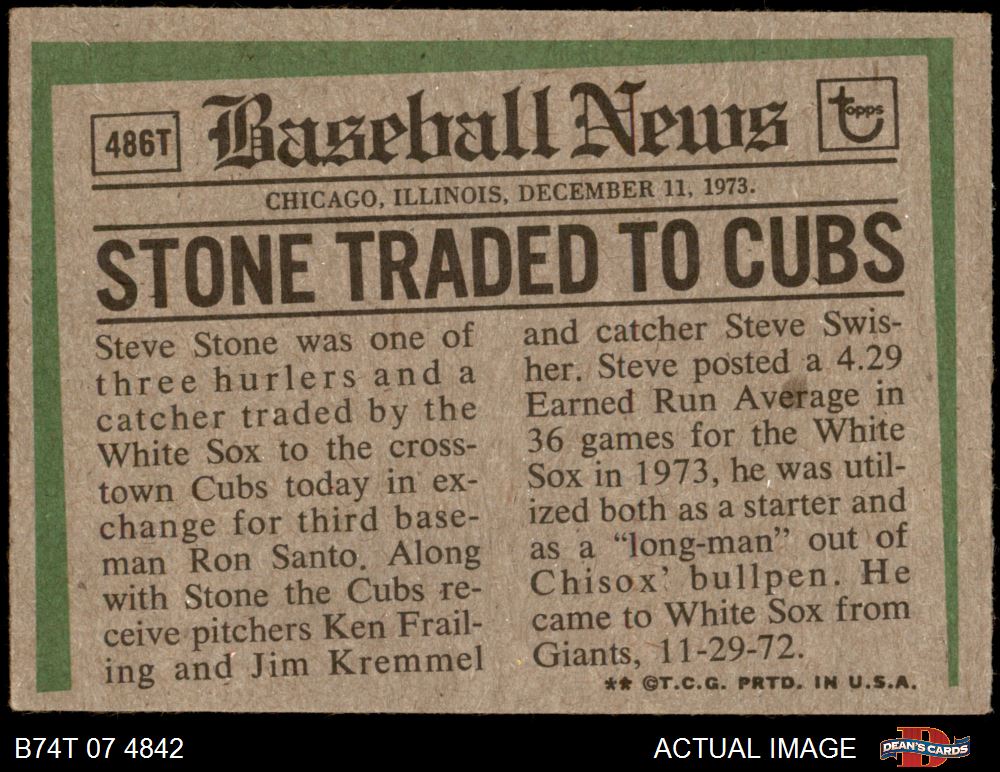 486T
Baseball News
topps
CHICAGO, ILLINOIS, DECEMBER 11, 1973.
STONE TRADED TO CUBS
Steve Stone was one of
three hurlers and a
catcher traded by the
White Sox to the cross-
town Cubs today in ex-
change for third base-
man Ron Santo. Along
with Stone the Cubs re-
ceive pitchers Ken Frail-
ing and Jim Kremmel
and catcher Steve Swis-
her. Steve posted a 4.29
Earned Run Average in
36 games for the White
Sox in 1973, he was util-
ized both as a starter and
as a “long-man” out of
Chisox’ bullpen. He
came to White Sox from
Giants, 11-29-72.
** ©T.C.G. PRTD. IN U.S.A.
B74T 07 4842
ACTUAL IMAGE
DEAN'S CARDS